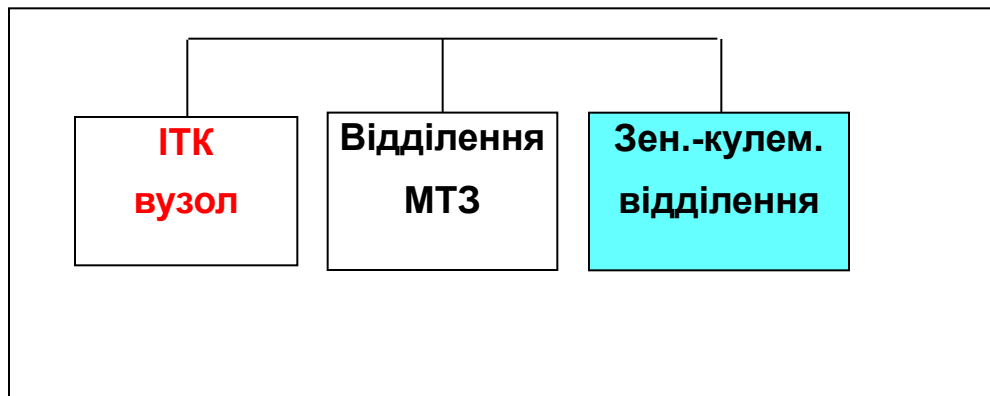 ІТК
вузол
Відділення
МТЗ
Зен.-кулем.
відділення